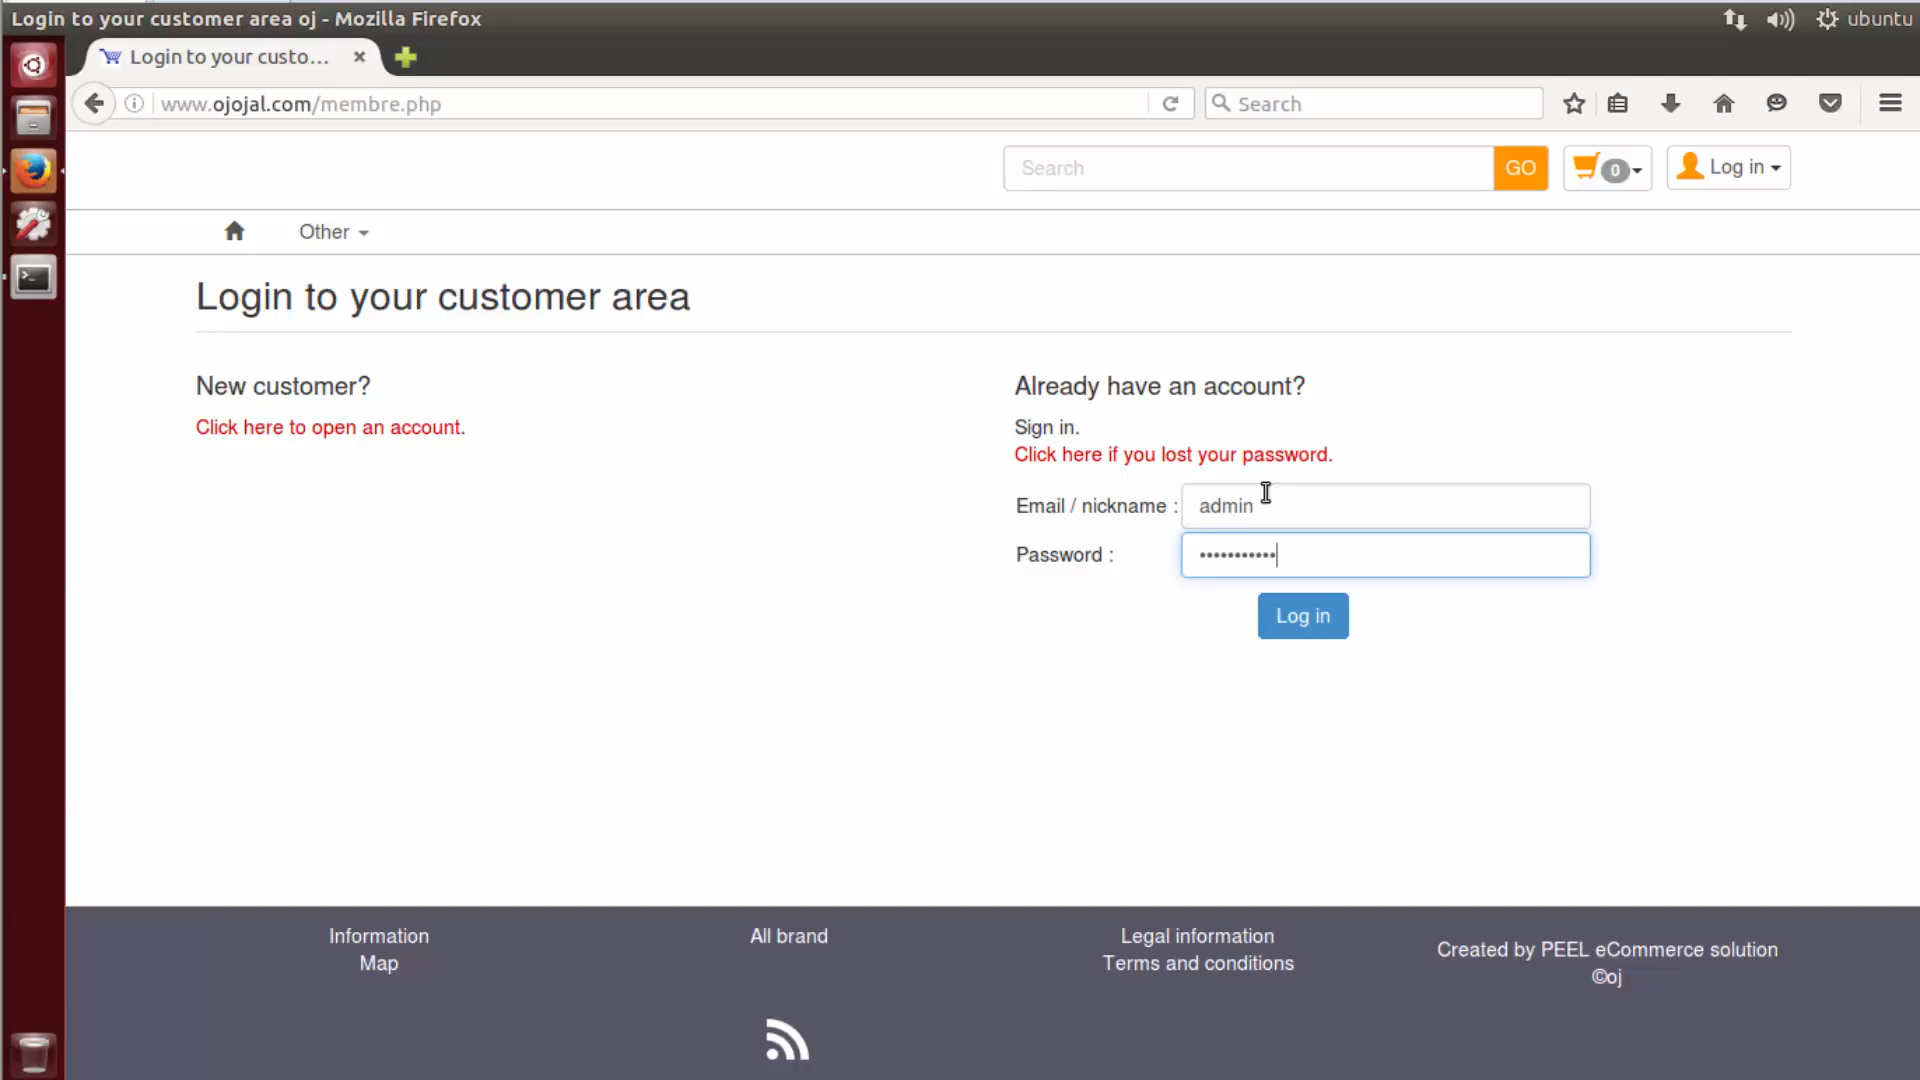 Login to your customer area oj - Mozilla Firefox
ubuntu
Login to your custo...
www.ojojal.com/membre.php
Search
Search
GO
0
Log in
Other
Login to your customer area
New customer?
Click here to open an account.
Already have an account?
Sign in.
Click here if you lost your password.
Email / nickname :
admin
Password :
•••••••••••
Log in
Information
Map
All brand
Legal information
Terms and conditions
Created by PEEL eCommerce solution
©oj